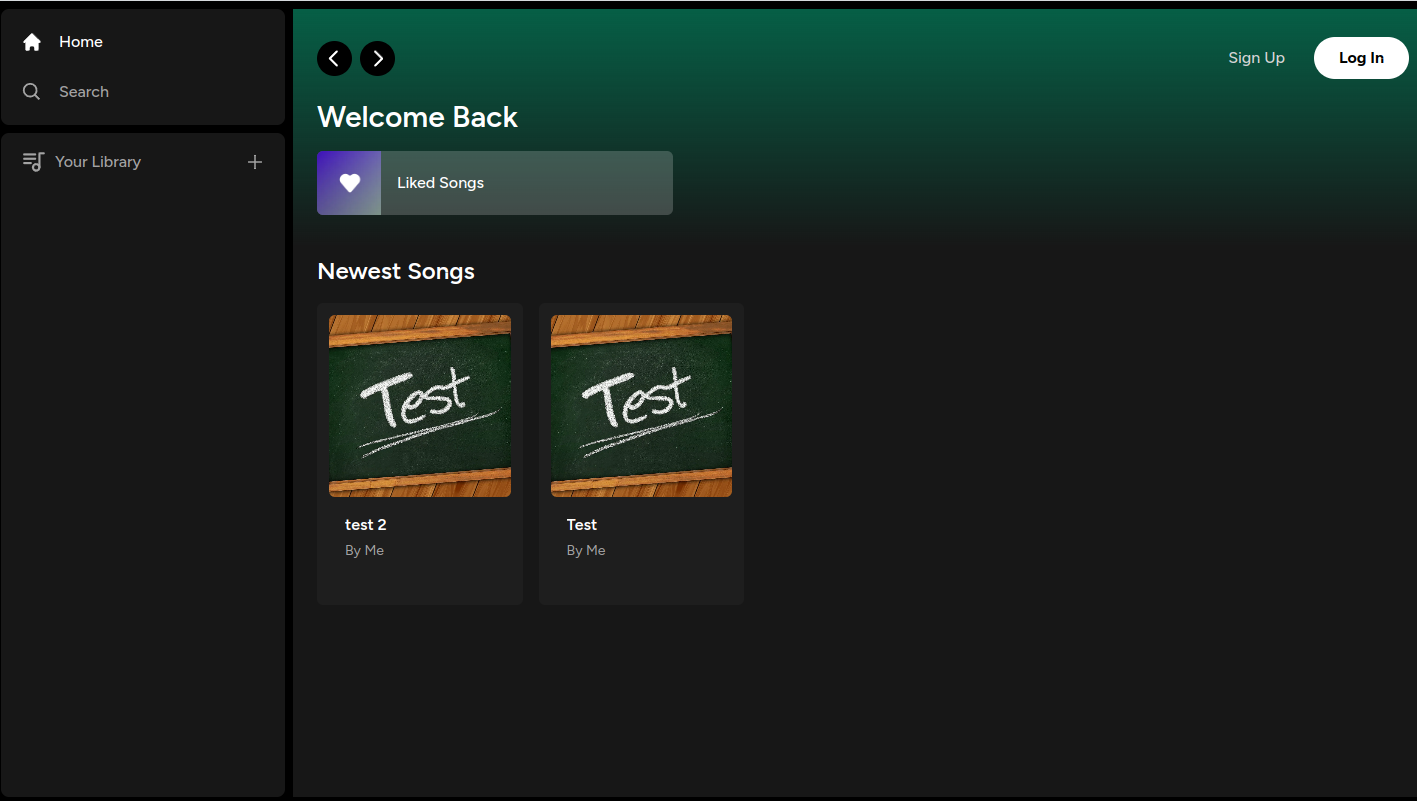 Home
Search
Your Library
Sign Up
Log In
Welcome Back
Liked Songs
Newest Songs
Test
test 2
By Me
Test
Test
By Me